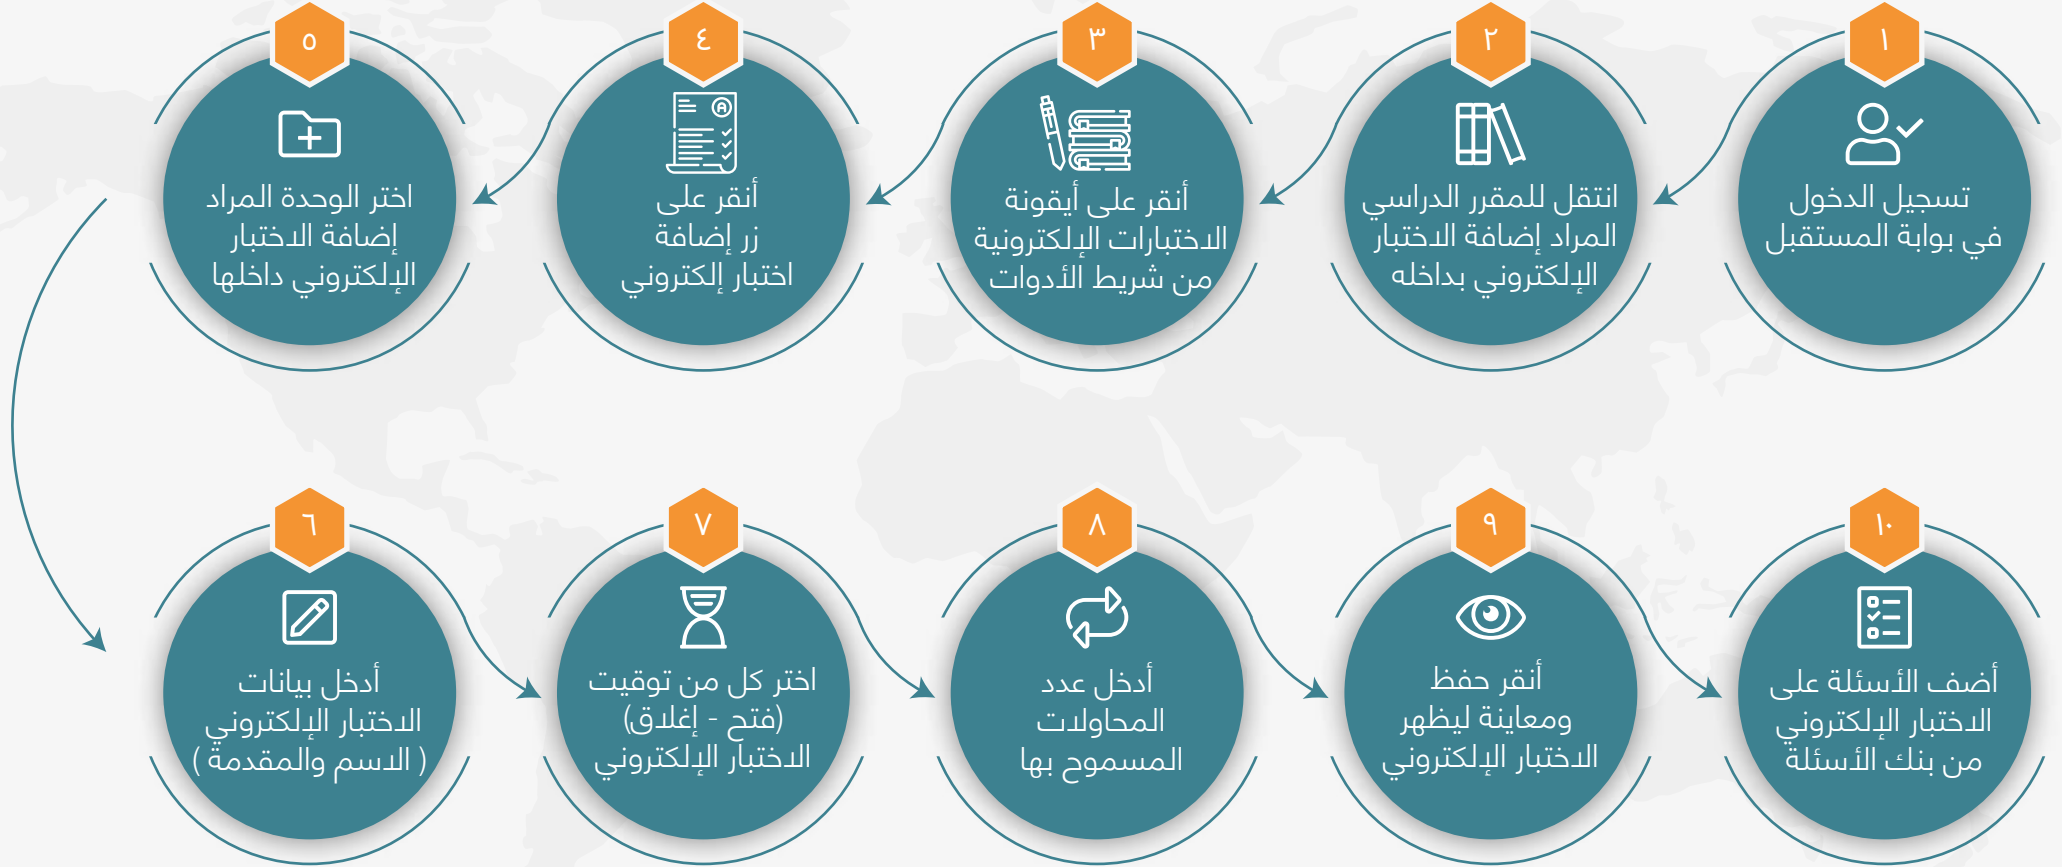 ١
تسجيل الدخول
في بوابة المستقبل
٢
انتقل للمقرر الدراسي
المراد إضافة الاختبار
الإلكتروني بداخله
٣
أنقر على أيقونة
الاختبارات الإلكترونية
من شريط الأدوات
٤
A
أنقر على
زر إضافة
اختبار إلكتروني
٥
اختر الوحدة المراد
إضافة الاختبار
الإلكتروني داخلها
٦
أدخل بيانات
الاختبار الإلكتروني
( الاسم والمقدمة )
٧
اختر كل من توقيت
(فتح - إغلاق)
الاختبار الإلكتروني
٨
أدخل عدد
المحاولات
المسموح بها
٩
أنقر حفظ
ومعاينة ليظهر
الاختبار الإلكتروني
١٠
أضف الأسئلة على
الاختبار الإلكتروني
من بنك الأسئلة